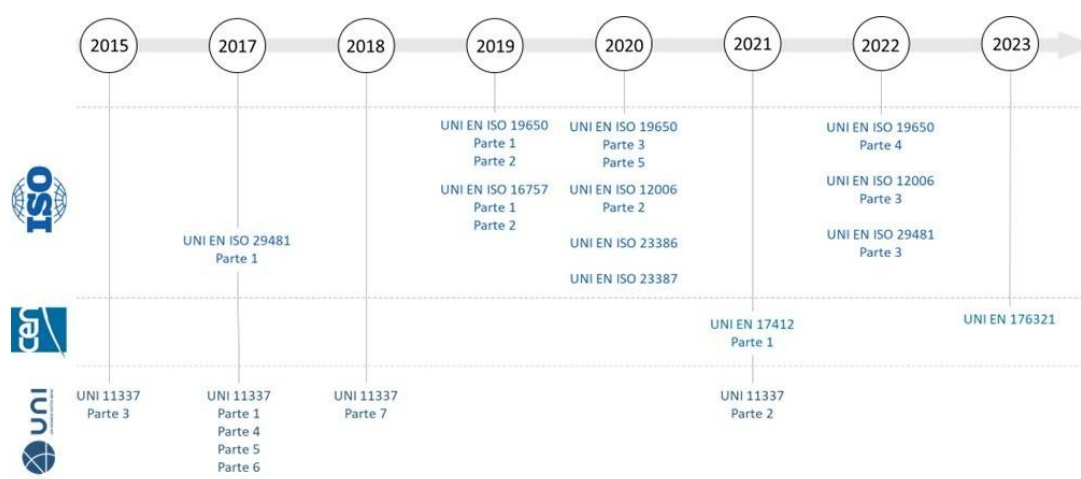 2015
2017
2018
2019
2020
2021
2022
2023
ISO
UNI EN ISO 29481
Parte 1
UNI EN ISO 19650
Parte 1
Parte 2
UNI EN ISO 16757
Parte 1
Parte 2
UNI EN ISO 19650
Parte 3
Parte 5
UNI EN ISO 12006
Parte 2
UNI EN ISO 23386
UNI EN ISO 23387
UNI EN ISO 19650
Parte 4
UNI EN ISO 12006
Parte 3
UNI EN ISO 29481
Parte 3
cen
UNI EN 17412
Parte 1
UNI EN 176321
UNI
UNI 11337
Parte 3
UNI 11337
Parte 1
Parte 4
Parte 5
Parte 6
UNI 11337
Parte 7
UNI 11337
Parte 2